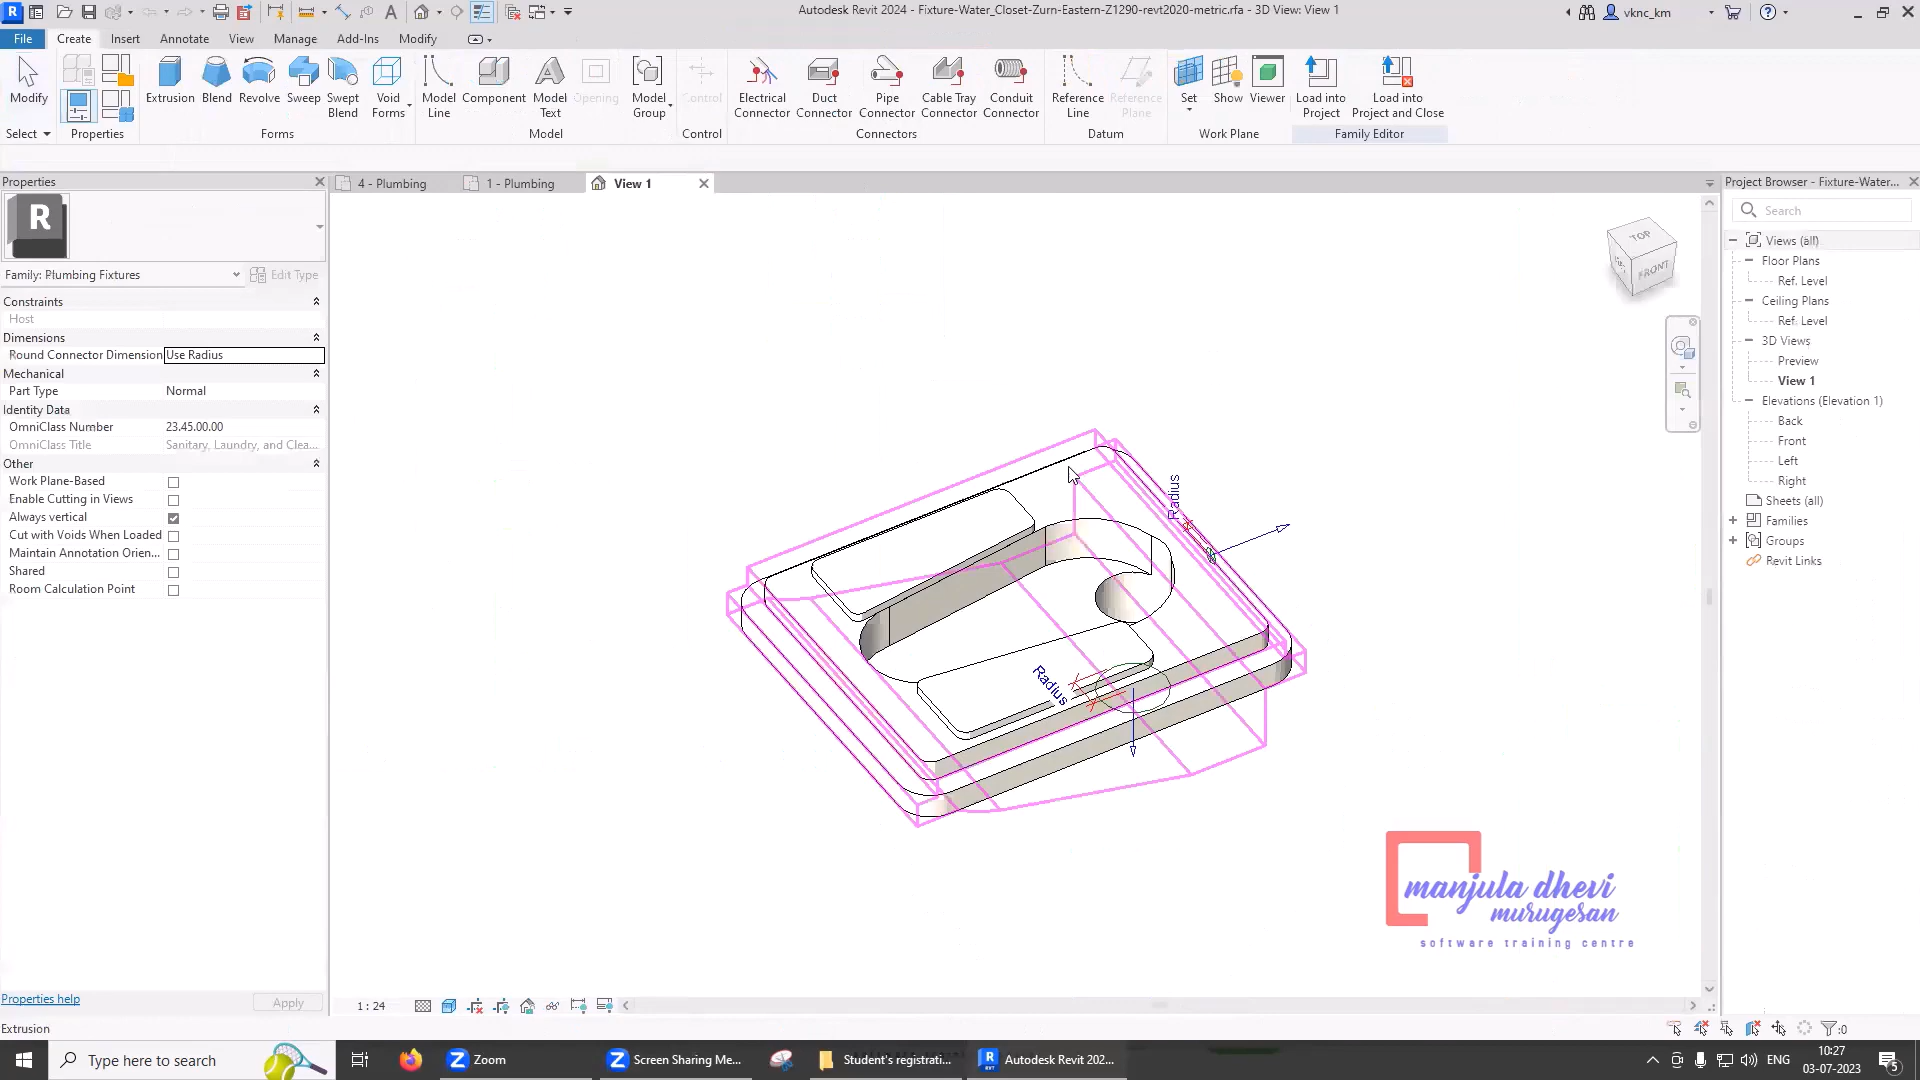 Autodesk Revit 2024 - Fixture-Water_Closet-Zurn-Eastern-Z1290-revt2020-metric.rfa - 3D View: View 1
vknc_km
File Create Insert Annotate View Manage Add-Ins Modify
Modify
Extrusion Blend Revolve Sweep Swept Blend Void Forms
Model Line Component Model Text Opening Model Group Control
Electrical Connector Duct Connector Pipe Connector Cable Tray Connector Conduit Connector
Reference Line Reference Plane Set Show Viewer Load into Project Load into Project and Close
Select Properties Forms Model Control Connectors Datum Work Plane Family Editor
Properties
4 - Plumbing 1 - Plumbing View 1
Project Browser - Fixture-Water...
R
Family: Plumbing Fixtures Edit Type
Constraints
Host
Dimensions
Round Connector Dimension Use Radius
Mechanical
Part Type Normal
Identity Data
OmniClass Number 23.45.00.00
OmniClass Title Sanitary, Laundry, and Clea...
Other
Work Plane-Based
Enable Cutting in Views
Always vertical
Cut with Voids When Loaded
Maintain Annotation Orien...
Shared
Room Calculation Point
Properties help Apply
TOP
FRONT
Radius
Radius
Search
Views (all)
Floor Plans
Ref. Level
Ceiling Plans
Ref. Level
3D Views
Preview
View 1
Elevations (Elevation 1)
Back
Front
Left
Right
Sheets (all)
Families
Groups
Revit Links
manjula dhevi
murugesan
software training centre
1 : 24
Extrusion
:0
Type here to search
Zoom
Screen Sharing Me...
Student's registrati...
Autodesk Revit 202...
ENG
10:27
03-07-2023
5